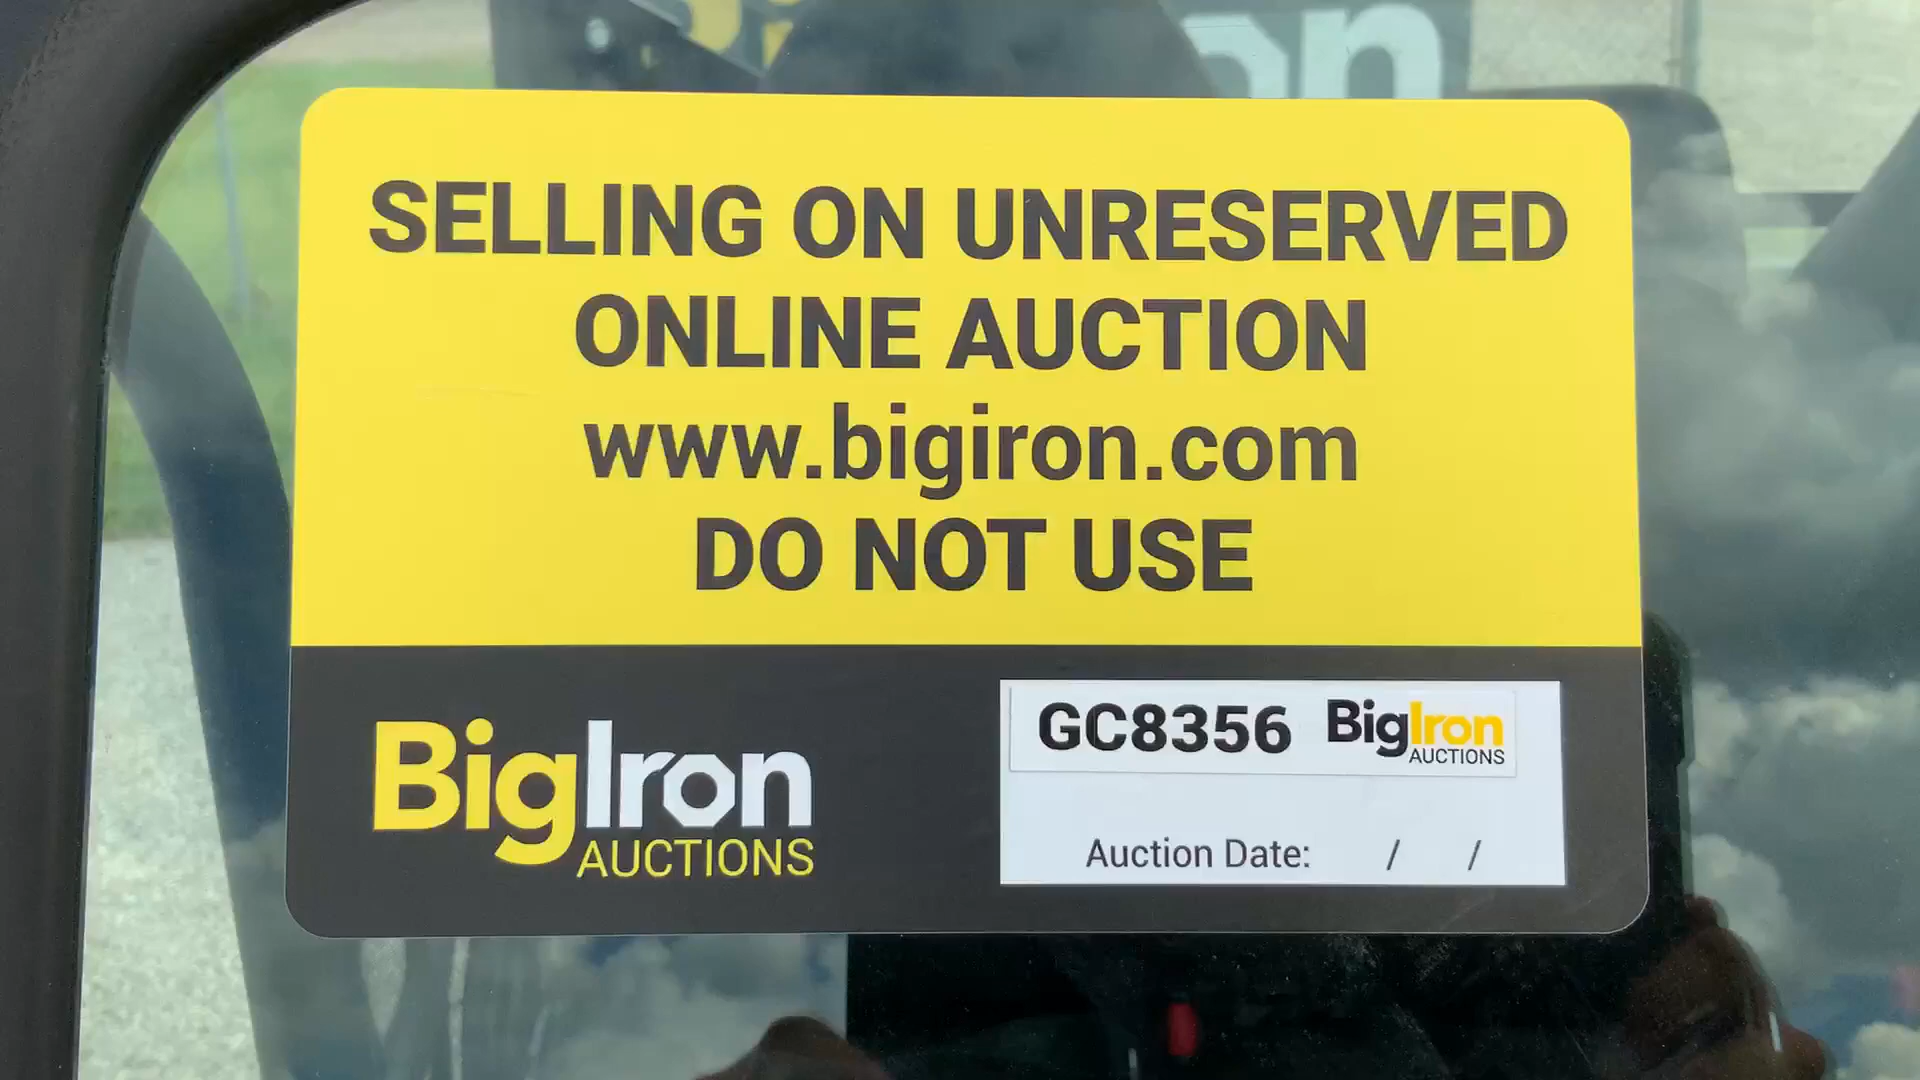 SELLING ON UNRESERVED
ONLINE AUCTION
www.bigiron.com
DO NOT USE
BigIron
AUCTIONS
GC8356 BigIron
AUCTIONS
Auction Date: / /